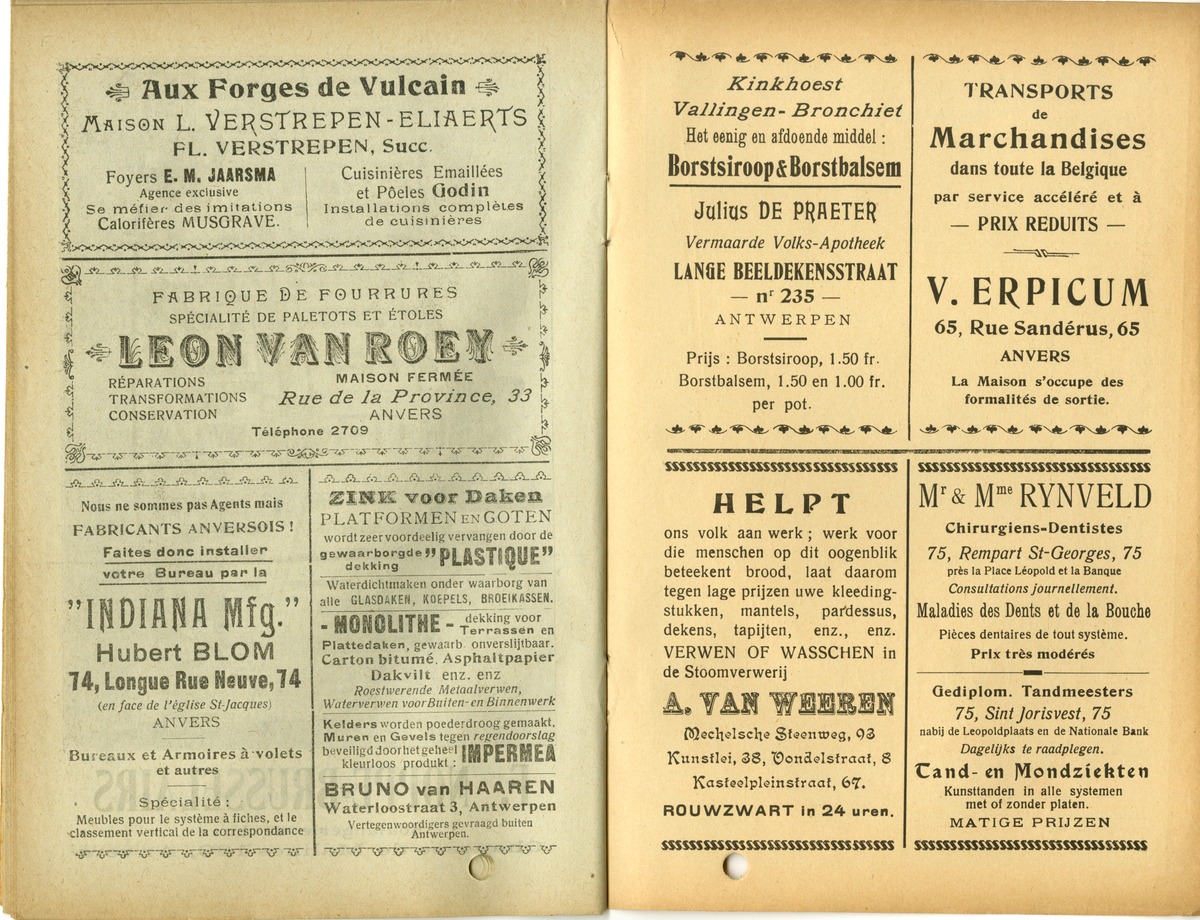 Aux Forges de Vulcain
MAISON L. VERSTREPEN-ELIAERTS
FL. VERSTREPEN, Succ.
Foyers E. M. JAARSMA
Agence exclusive
Se méfier des imitations
Calorifères MUSGRAVE.
Cuisinières Emaillées
et Pôeles Godin
Installations complètes
de cuisinières
FABRIQUE DE FOURRURES
SPÉCIALITÉ DE PALETOTS ET ÉTOLES
LEON VAN ROEY
RÉPARATIONS
TRANSFORMATIONS
CONSERVATION
MAISON FERMÉE
Rue de la Province, 33
ANVERS
Téléphone 2709
Nous ne sommes pas Agents mais
FABRICANTS ANVERSOIS !
Faites donc installer
votre Bureau par la
"INDIANA Mfg."
Hubert BLOM
74, Longue Rue Neuve, 74
(en face de l'église St-Jacques)
ANVERS
Bureaux et Armoires à volets
et autres
Spécialité :
Meubles pour le système à fiches, et le
classement vertical de la correspondance
ZINK voor Daken
PLATFORMEN EN GOTEN
wordt zeer voordeelig vervangen door de
gewaarborgde dekking "PLASTIQUE"
Waterdichtmaken onder waarborg van
alle GLASDAKEN, KOEPELS, BROEIKASSEN.
- MONOLITHE - dekking voor Terrassen en
Plattedaken, gewaarb. onverslijtbaar.
Carton bitumé, Asphaltpapier
Dakvilt enz. enz
Roestwerende Metaalverwen,
Waterverwen voor Buiten- en Binnenwerk
Kelders worden poederdroog gemaakt.
Muren en Gevels tegen regendoorslag
beveiligd door het geheel kleurloos produkt : IMPERMEA
BRUNO van HAAREN
Waterloostraat 3, Antwerpen
Vertegenwoordigers gevraagd buiten
Antwerpen.
Kinkhoest
Vallingen-Bronchiet
Het eenig en afdoende middel :
Borstsiroop & Borstbalsem
Julius DE PRAETER
Vermaarde Volks-Apotheek
LANGE BEELDEKENSSTRAAT
— nr 235 —
ANTWERPEN
Prijs : Borstsiroop, 1.50 fr.
Borstbalsem, 1.50 en 1.00 fr.
per pot.
TRANSPORTS
de
Marchandises
dans toute la Belgique
par service accéléré et à
— PRIX REDUITS —
V. ERPICUM
65, Rue Sandérus, 65
ANVERS
La Maison s'occupe des
formalités de sortie.
HELPT
ons volk aan werk ; werk voor
die menschen op dit oogenblik
beteekent brood, laat daarom
tegen lage prijzen uwe kleeding-
stukken, mantels, pardessus,
dekens, tapijten, enz., enz.
VERWEN OF WASSCHEN in
de Stoomverwerij
A. VAN WEEREN
Mechelsche Steenweg, 93
Kunstlei, 38, Vondelstraat, 8
Kasteelpleinstraat, 67.
ROUWZWART in 24 uren.
Mr & Mme RYNVELD
Chirurgiens-Dentistes
75, Rempart St-Georges, 75
près la Place Léopold et la Banque
Consultations journellement.
Maladies des Dents et de la Bouche
Pièces dentaires de tout système.
Prix très modérés
Gediplom. Tandmeesters
75, Sint Jorisvest, 75
nabij de Leopoldplaats en de Nationale Bank
Dagelijks te raadplegen.
Tand- en Mondziekten
Kunsttanden in alle systemen
met of zonder platen.
MATIGE PRIJZEN